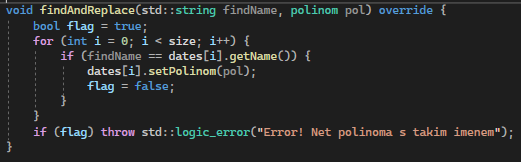 void findAndReplace(std::string findName, polinom pol) override {
    bool flag = true;
    for (int i = 0; i < size; i++) {
        if (findName == dates[i].getName()) {
            dates[i].setPolinom(pol);
            flag = false;
        }
    }
    if (flag) throw std::logic_error("Error! Net polinoma s takim imenem");
}